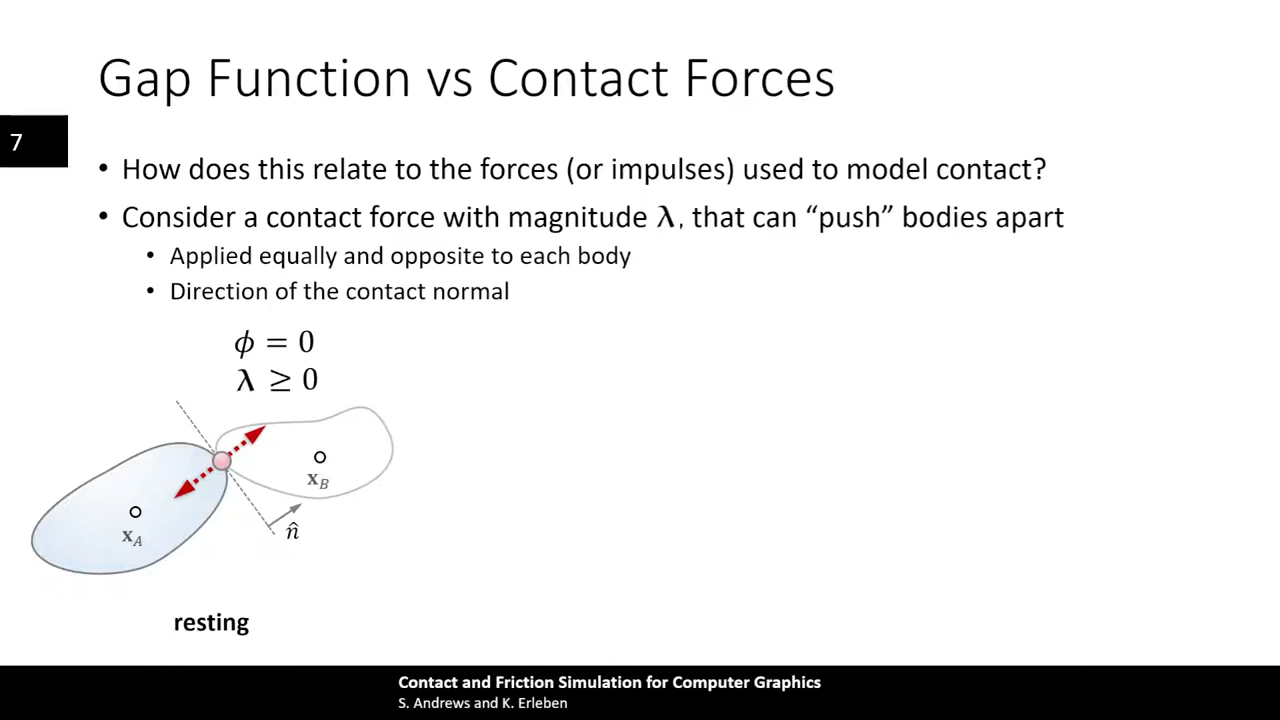 Gap Function vs Contact Forces
7
• How does this relate to the forces (or impulses) used to model contact?
• Consider a contact force with magnitude λ, that can “push” bodies apart
• Applied equally and opposite to each body
• Direction of the contact normal
ϕ = 0
λ ≥ 0
x_B
x_A
n̂
resting
Contact and Friction Simulation for Computer Graphics
S. Andrews and K. Erleben